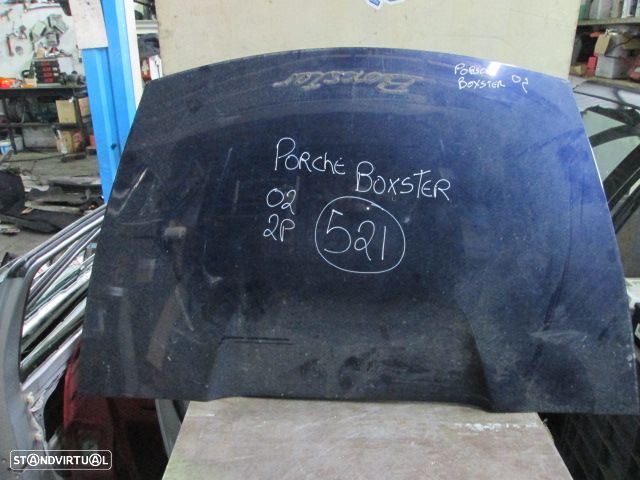 Boxster
PORSCHE
BOXSTER 02
PORCHE BOXSTER
02
2P
521
STANDVIRTUAL